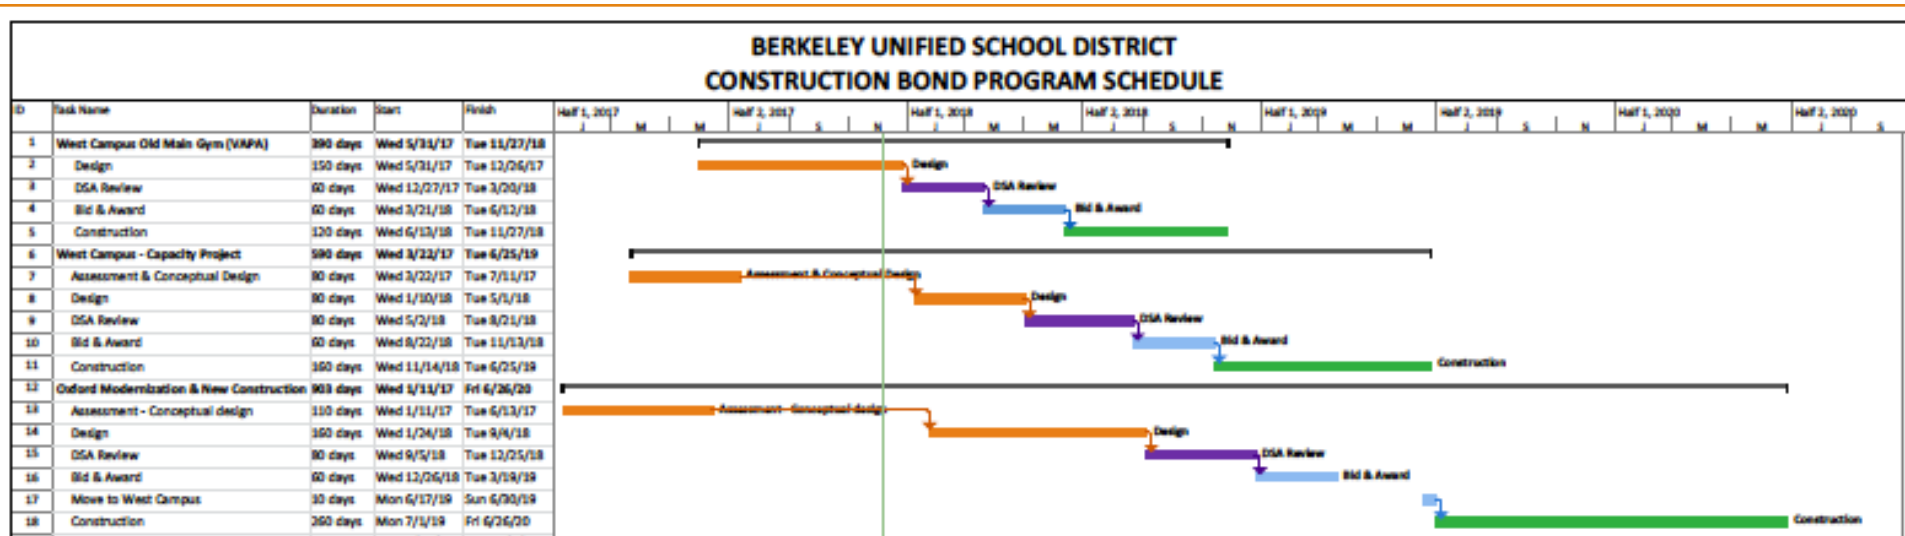 BERKELEY UNIFIED SCHOOL DISTRICT
CONSTRUCTION BOND PROGRAM SCHEDULE
ID Task Name Duration Start Finish Half 1, 2017 Half 2, 2017 Half 1, 2018 Half 2, 2018 Half 1, 2019 Half 2, 2019 Half 1, 2020 Half 2, 2020
J M M J S N J M M J S N J M M J S N J M M J S
1 West Campus Old Main Gym (VAPA) 390 days Wed 5/31/17 Tue 11/27/18
2 Design 150 days Wed 5/31/17 Tue 12/26/17 Design
3 DSA Review 60 days Wed 12/27/17 Tue 3/20/18 DSA Review
4 Bid & Award 60 days Wed 3/21/18 Tue 6/12/18 Bid & Award
5 Construction 120 days Wed 6/13/18 Tue 11/27/18
6 West Campus - Capacity Project 590 days Wed 3/22/17 Tue 6/25/19
7 Assessment & Conceptual Design 80 days Wed 3/22/17 Tue 7/11/17 Assessment & Conceptual Design
8 Design 80 days Wed 1/10/18 Tue 5/1/18 Design
9 DSA Review 80 days Wed 5/2/18 Tue 8/21/18 DSA Review
10 Bid & Award 60 days Wed 8/22/18 Tue 11/13/18 Bid & Award
11 Construction 160 days Wed 11/14/18 Tue 6/25/19 Construction
12 Oxford Modernization & New Construction 903 days Wed 1/11/17 Fri 6/26/20
13 Assessment - Conceptual design 110 days Wed 1/11/17 Tue 6/13/17 Assessment - Conceptual design
14 Design 160 days Wed 1/24/18 Tue 9/4/18 Design
15 DSA Review 80 days Wed 9/5/18 Tue 12/25/18 DSA Review
16 Bid & Award 60 days Wed 12/26/18 Tue 3/19/19 Bid & Award
17 Move to West Campus 10 days Mon 6/17/19 Sun 6/30/19
18 Construction 260 days Mon 7/1/19 Fri 6/26/20 Construction